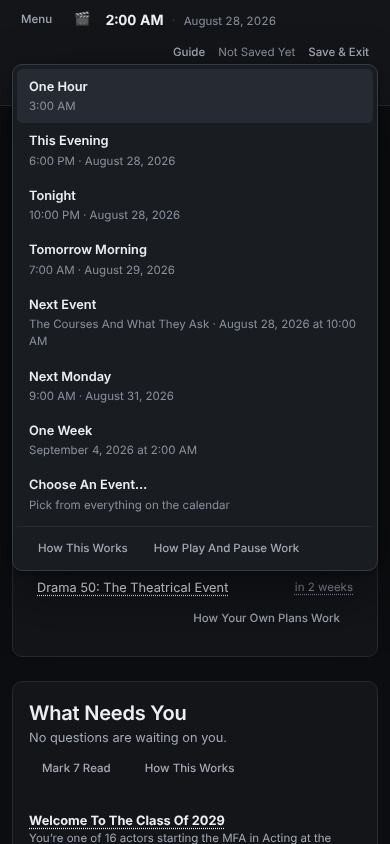 Menu 🎬 2:00 AM · August 28, 2026
Guide Not Saved Yet Save & Exit
One Hour
3:00 AM
This Evening
6:00 PM · August 28, 2026
Tonight
10:00 PM · August 28, 2026
Tomorrow Morning
7:00 AM · August 29, 2026
Next Event
The Courses And What They Ask · August 28, 2026 at 10:00
AM
Next Monday
9:00 AM · August 31, 2026
One Week
September 4, 2026 at 2:00 AM
Choose An Event...
Pick from everything on the calendar
How This Works How Play And Pause Work
Drama 50: The Theatrical Event in 2 weeks
How Your Own Plans Work
What Needs You
No questions are waiting on you.
Mark 7 Read How This Works
Welcome To The Class Of 2029
You're one of 16 actors starting the MFA in Acting at the